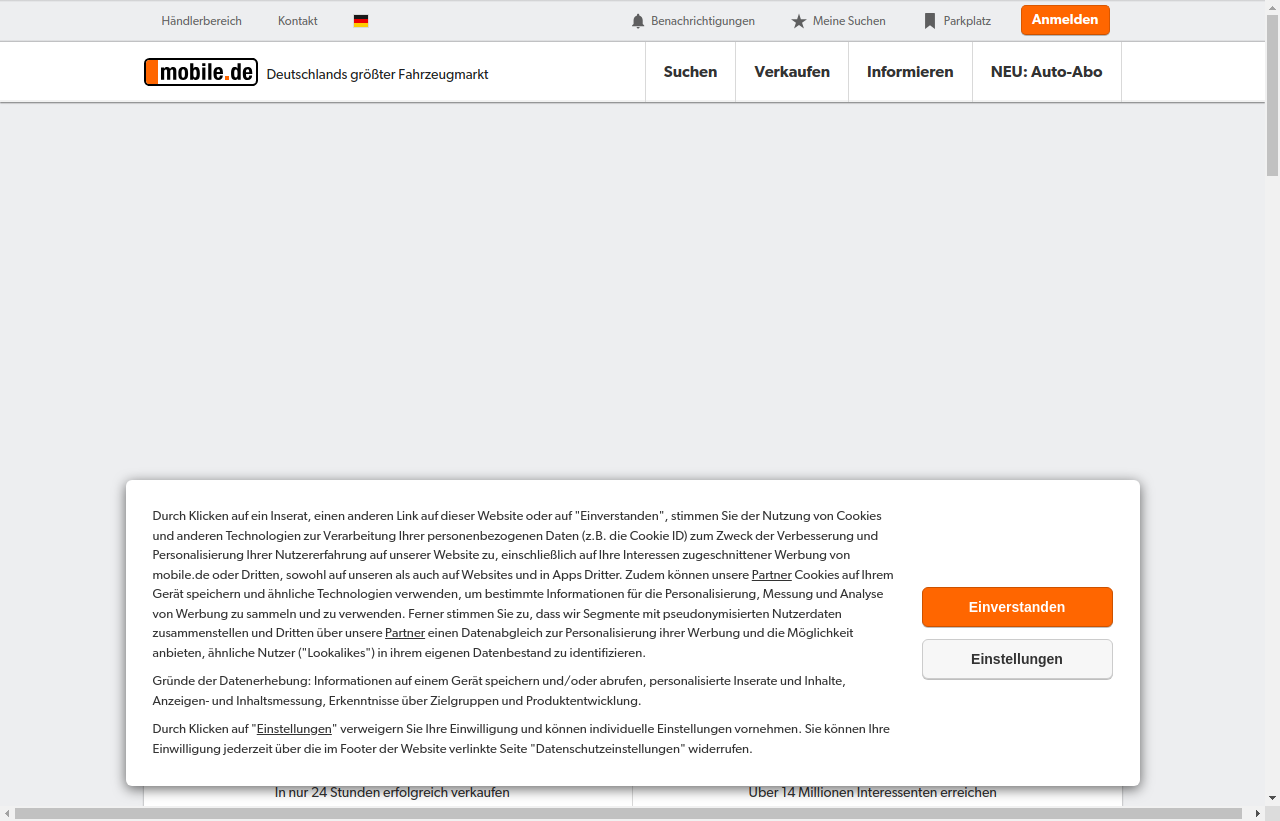 Händlerbereich
Kontakt
Benachrichtigungen
Meine Suchen
Parkplatz
Anmelden
mobile.de
Deutschlands größter Fahrzeugmarkt
Suchen
Verkaufen
Informieren
NEU: Auto-Abo
Durch Klicken auf ein Inserat, einen anderen Link auf dieser Website oder auf "Einverstanden", stimmen Sie der Nutzung von Cookies
und anderen Technologien zur Verarbeitung Ihrer personenbezogenen Daten (z.B. die Cookie ID) zum Zweck der Verbesserung und
Personalisierung Ihrer Nutzererfahrung auf unserer Website zu, einschließlich auf Ihre Interessen zugeschnittener Werbung von
mobile.de oder Dritten, sowohl auf unseren als auch auf Websites und in Apps Dritter. Zudem können unsere Partner Cookies auf Ihrem
Gerät speichern und ähnliche Technologien verwenden, um bestimmte Informationen für die Personalisierung, Messung und Analyse
von Werbung zu sammeln und zu verwenden. Ferner stimmen Sie zu, dass wir Segmente mit pseudonymisierten Nutzerdaten
zusammenstellen und Dritten über unsere Partner einen Datenabgleich zur Personalisierung ihrer Werbung und die Möglichkeit
anbieten, ähnliche Nutzer ("Lookalikes") in ihrem eigenen Datenbestand zu identifizieren.
Gründe der Datenerhebung: Informationen auf einem Gerät speichern und/oder abrufen, personalisierte Inserate und Inhalte,
Anzeigen- und Inhaltsmessung, Erkenntnisse über Zielgruppen und Produktentwicklung.
Durch Klicken auf "Einstellungen" verweigern Sie Ihre Einwilligung und können individuelle Einstellungen vornehmen. Sie können Ihre
Einwilligung jederzeit über die im Footer der Website verlinkte Seite "Datenschutzeinstellungen" widerrufen.
Einverstanden
Einstellungen
In nur 24 Stunden erfolgreich verkaufen
Über 14 Millionen Interessenten erreichen